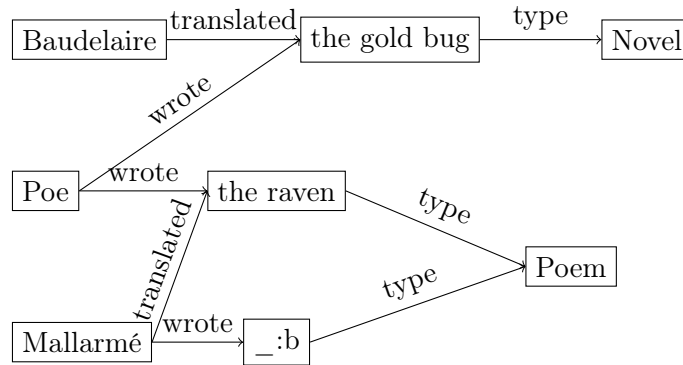 Baudelaire translated the gold bug type Novel
wrote
Poe wrote the raven
type
translated
Poem
type
Mallarmé wrote _:b